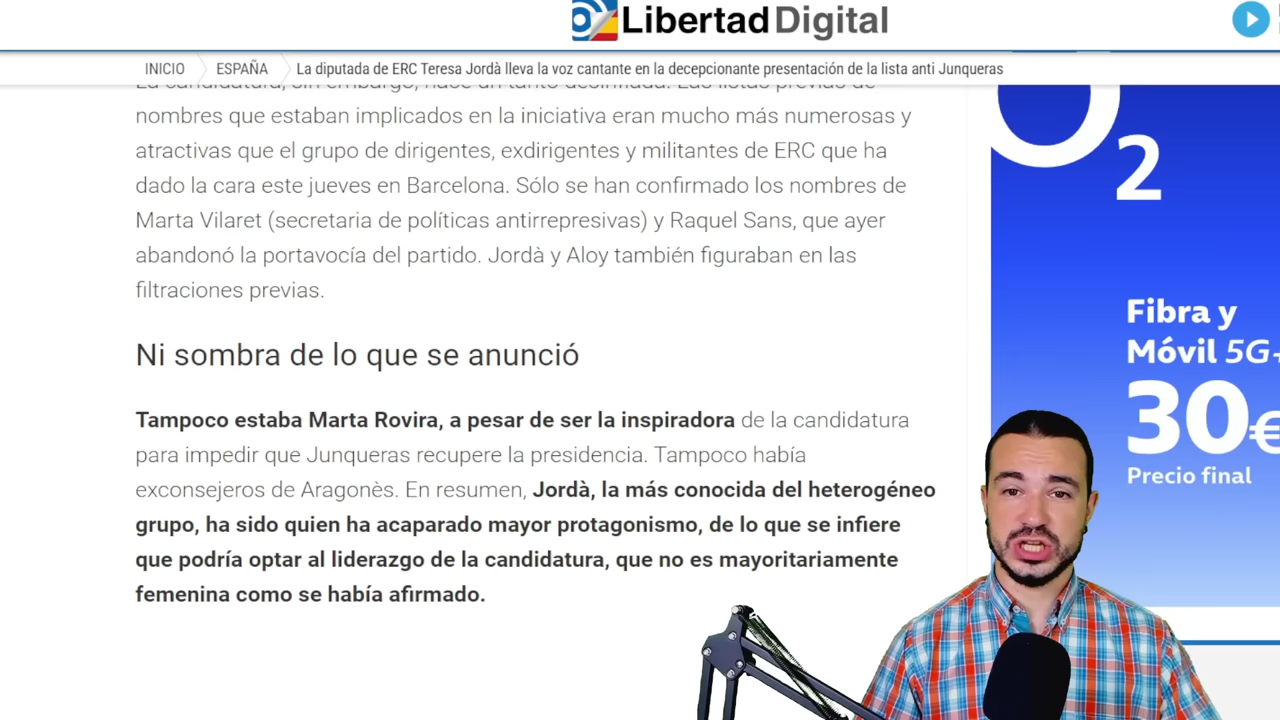 Libertad Digital
INICIO
ESPAÑA
La diputada de ERC Teresa Jordà lleva la voz cantante en la decepcionante presentación de la lista anti Junqueras
La candidatura, sin embargo, nace un tanto desinflada. Las listas previas de
nombres que estaban implicados en la iniciativa eran mucho más numerosas y
atractivas que el grupo de dirigentes, exdirigentes y militantes de ERC que ha
dado la cara este jueves en Barcelona. Sólo se han confirmado los nombres de
Marta Vilaret (secretaria de políticas antirrepresivas) y Raquel Sans, que ayer
abandonó la portavocía del partido. Jordà y Aloy también figuraban en las
filtraciones previas.
Ni sombra de lo que se anunció
Tampoco estaba Marta Rovira, a pesar de ser la inspiradora de la candidatura
para impedir que Junqueras recupere la presidencia. Tampoco había
exconsejeros de Aragonès. En resumen, Jordà, la más conocida del heterogéneo
grupo, ha sido quien ha acaparado mayor protagonismo, de lo que se infiere
que podría optar al liderazgo de la candidatura, que no es mayoritariamente
femenina como se había afirmado.
O2
Fibra y
Móvil 5G+
30€
Precio final